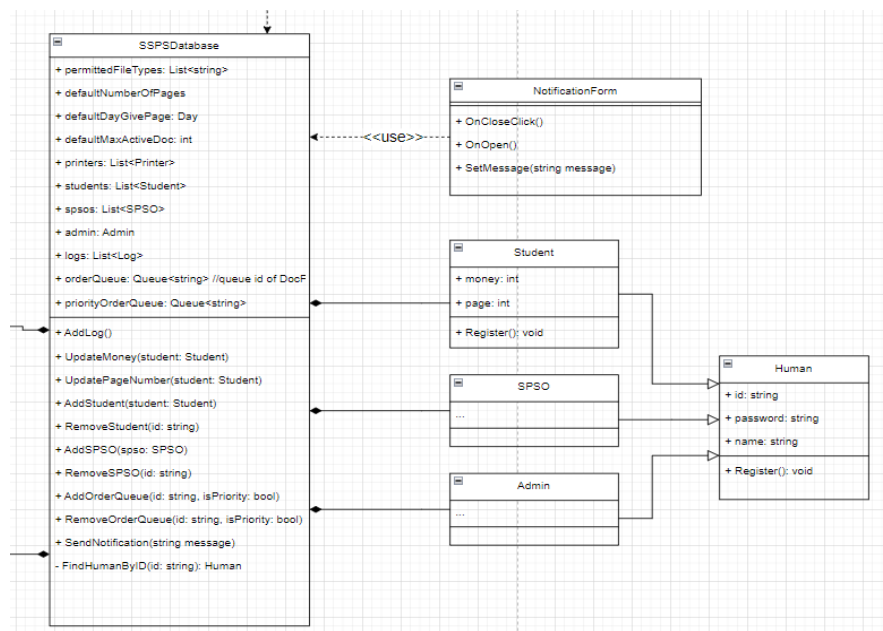 SSPSDatabase
+ permittedFileTypes: List<string>
+ defaultNumberOfPages
+ defaultDayGivePage: Day
+ defaultMaxActiveDoc: int
+ printers: List<Printer>
+ students: List<Student>
+ spsos: List<SPSO>
+ admin: Admin
+ logs: List<Log>
+ orderQueue: Queue<string> //queue id of DocF
+ priorityOrderQueue: Queue<string>
+ AddLog()
+ UpdateMoney(student: Student)
+ UpdatePageNumber(student: Student)
+ AddStudent(student: Student)
+ RemoveStudent(id: string)
+ AddSPSO(spso: SPSO)
+ RemoveSPSO(id: string)
+ AddOrderQueue(id: string, isPriority: bool)
+ RemoveOrderQueue(id: string, isPriority: bool)
+ SendNotification(string message)
- FindHumanByID(id: string): Human
<<use>>
NotificationForm
+ OnCloseClick()
+ OnOpen()
+ SetMessage(string message)
Student
+ money: int
+ page: int
+ Register(): void
SPSO
...
Admin
...
Human
+ id: string
+ password: string
+ name: string
+ Register(): void